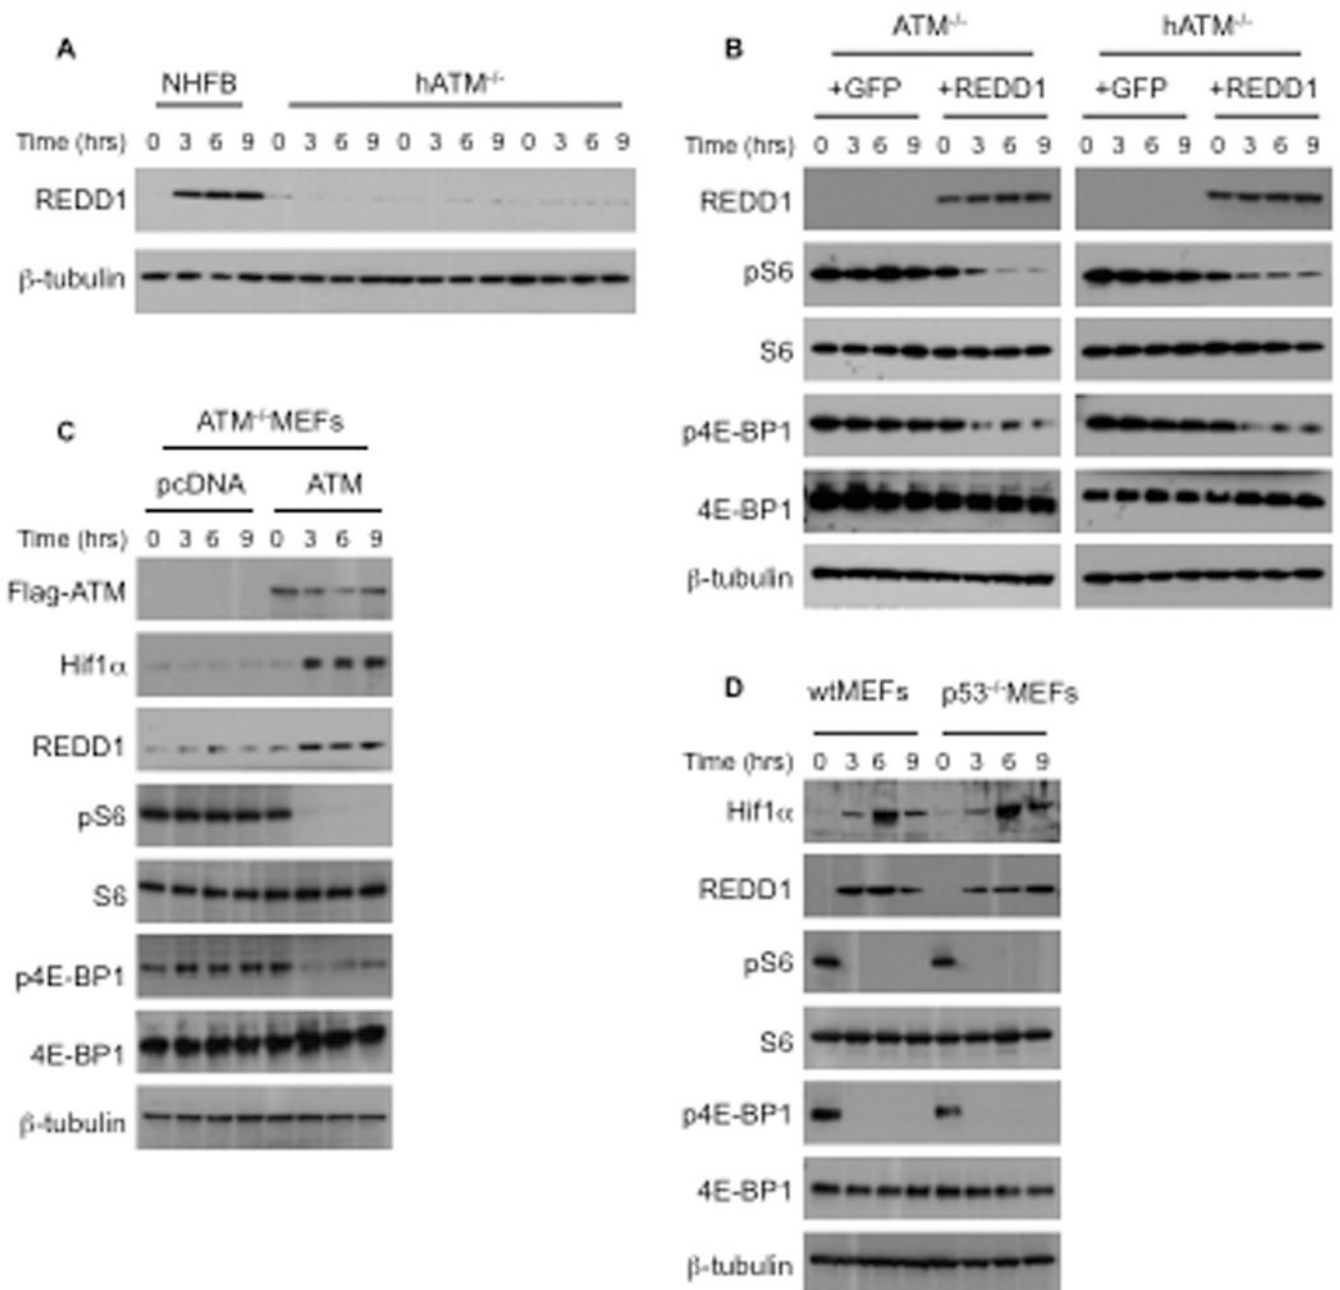 A
NHFB hATM-/-
Time (hrs) 0 3 6 9 0 3 6 9 0 3 6 9 0 3 6 9
REDD1
β-tubulin
B
ATM-/- hATM-/-
+GFP +REDD1 +GFP +REDD1
Time (hrs) 0 3 6 9 0 3 6 9 0 3 6 9 0 3 6 9
REDD1
pS6
S6
p4E-BP1
4E-BP1
β-tubulin
C
ATM-/-MEFs
pcDNA ATM
Time (hrs) 0 3 6 9 0 3 6 9
Flag-ATM
Hif1α
REDD1
pS6
S6
p4E-BP1
4E-BP1
β-tubulin
D
wtMEFs p53-/-MEFs
Time (hrs) 0 3 6 9 0 3 6 9
Hif1α
REDD1
pS6
S6
p4E-BP1
4E-BP1
β-tubulin